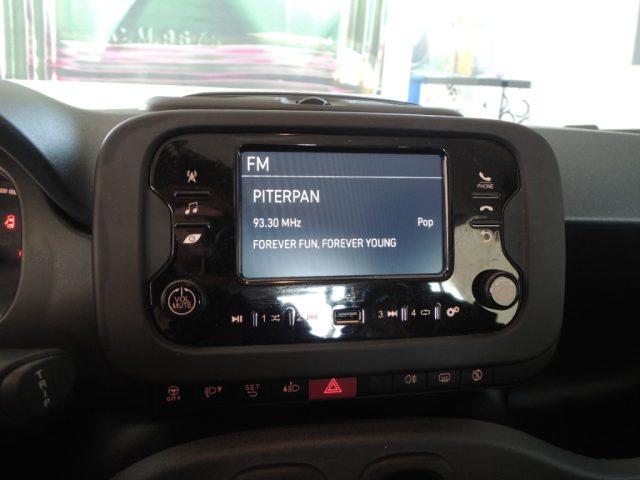 FM
PITERPAN
93.30 MHz Pop
FOREVER FUN, FOREVER YOUNG
PHONE
VOL
MUTE
1 2 3 4
CITY SET
TRIP